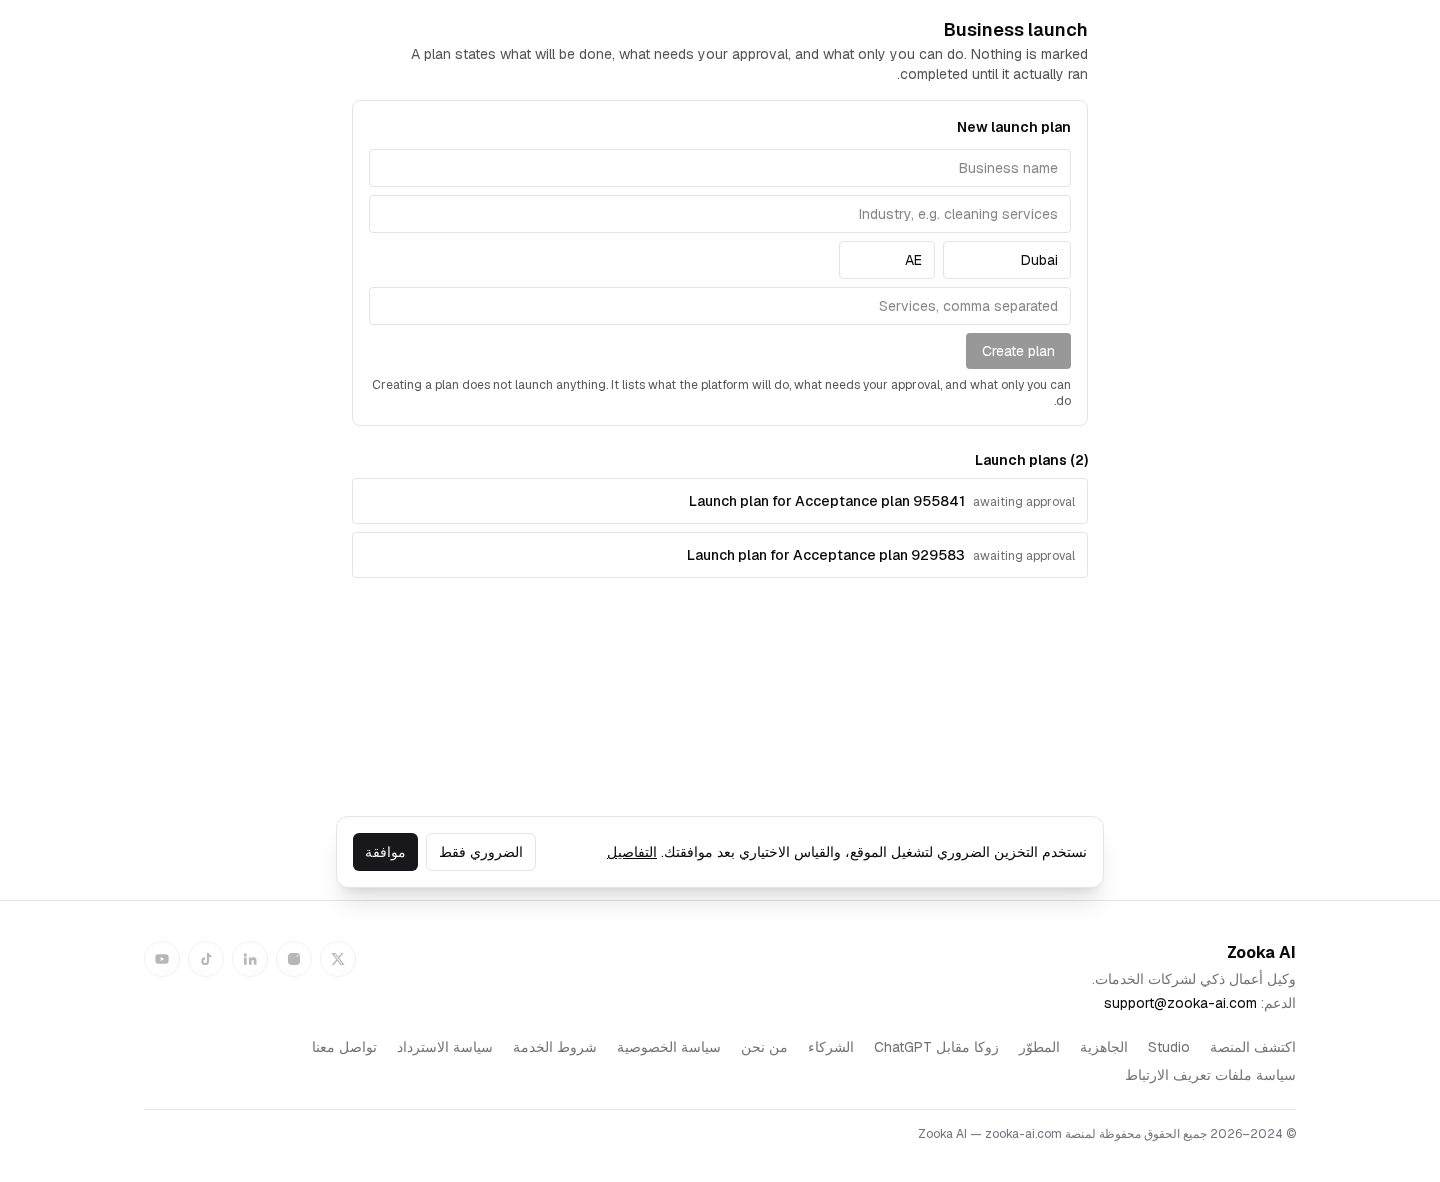 Business launch
A plan states what will be done, what needs your approval, and what only you can do. Nothing is marked
completed until it actually ran.
New launch plan
Business name
Industry, e.g. cleaning services
Dubai
AE
Services, comma separated
Create plan
Creating a plan does not launch anything. It lists what the platform will do, what needs your approval, and what only you can
do.
Launch plans (2)
awaiting approval Launch plan for Acceptance plan 955841
awaiting approval Launch plan for Acceptance plan 929583
نستخدم التخزين الضروري لتشغيل الموقع، والقياس الاختياري بعد موافقتك. التفاصيل
الضروري فقط
موافقة
Zooka AI
وكيل أعمال ذكي لشركات الخدمات.
الدعم: support@zooka-ai.com
اكتشف المنصة Studio الجاهزية المطوّر زوكا مقابل ChatGPT الشركاء من نحن سياسة الخصوصية شروط الخدمة سياسة الاسترداد تواصل معنا
سياسة ملفات تعريف الارتباط
© 2024–2026 جميع الحقوق محفوظة لمنصة Zooka AI — zooka-ai.com